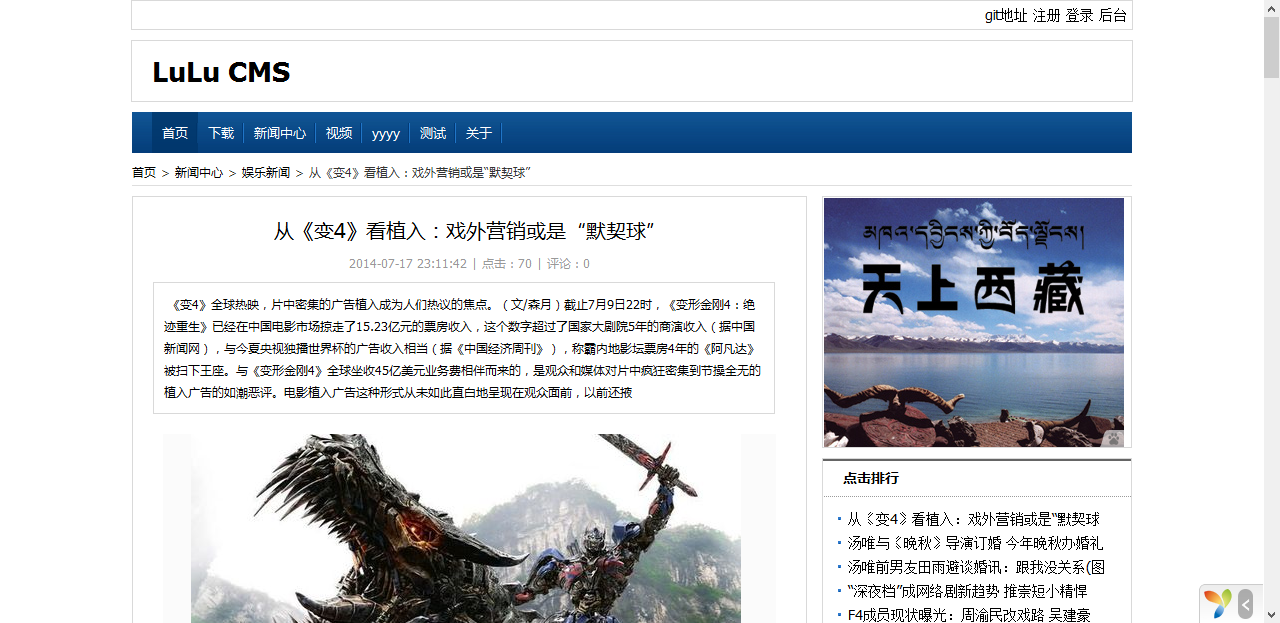 git地址 注册 登录 后台
LuLu CMS
首页 下载 新闻中心 视频 yyyy 测试 关于
首页 > 新闻中心 > 娱乐新闻 > 从《变4》看植入：戏外营销或是“默契球”
从《变4》看植入：戏外营销或是“默契球”
2014-07-17 23:11:42 | 点击：70 | 评论：0
《变4》全球热映，片中密集的广告植入成为人们热议的焦点。（文/森月）截止7月9日22时，《变形金刚4：绝
迹重生》已经在中国电影市场掠走了15.23亿元的票房收入，这个数字超过了国家大剧院5年的商演收入（据中国
新闻网），与今夏央视独播世界杯的广告收入相当（据《中国经济周刊》），称霸内地影坛票房4年的《阿凡达》
被扫下王座。与《变形金刚4》全球坐收45亿美元业务费相伴而来的，是观众和媒体对片中疯狂密集到节操全无的
植入广告的如潮恶评。电影植入广告这种形式从未如此直白地呈现在观众面前，以前还掖
天上西藏
点击排行
从《变4》看植入：戏外营销或是“默契球
汤唯与《晚秋》导演订婚 今年晚秋办婚礼
汤唯前男友田雨避谈婚讯：跟我没关系(图
“深夜档”成网络剧新趋势 推崇短小精悍
F4成员现状曝光：周渝民改戏路 吴建豪